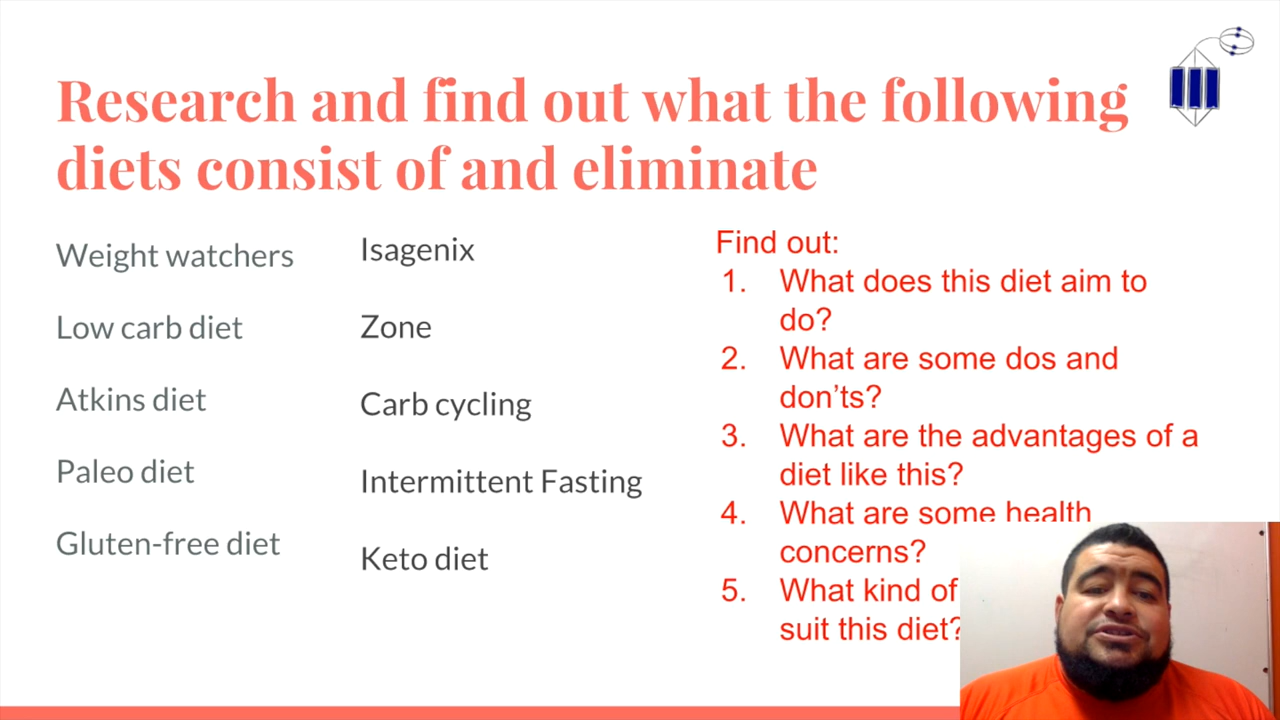 Research and find out what the following
diets consist of and eliminate
Weight watchers
Low carb diet
Atkins diet
Paleo diet
Gluten-free diet
Isagenix
Zone
Carb cycling
Intermittent Fasting
Keto diet
Find out:
1. What does this diet aim to
do?
2. What are some dos and
don’ts?
3. What are the advantages of a
diet like this?
4. What are some health
concerns?
5. What kind of
suit this diet?